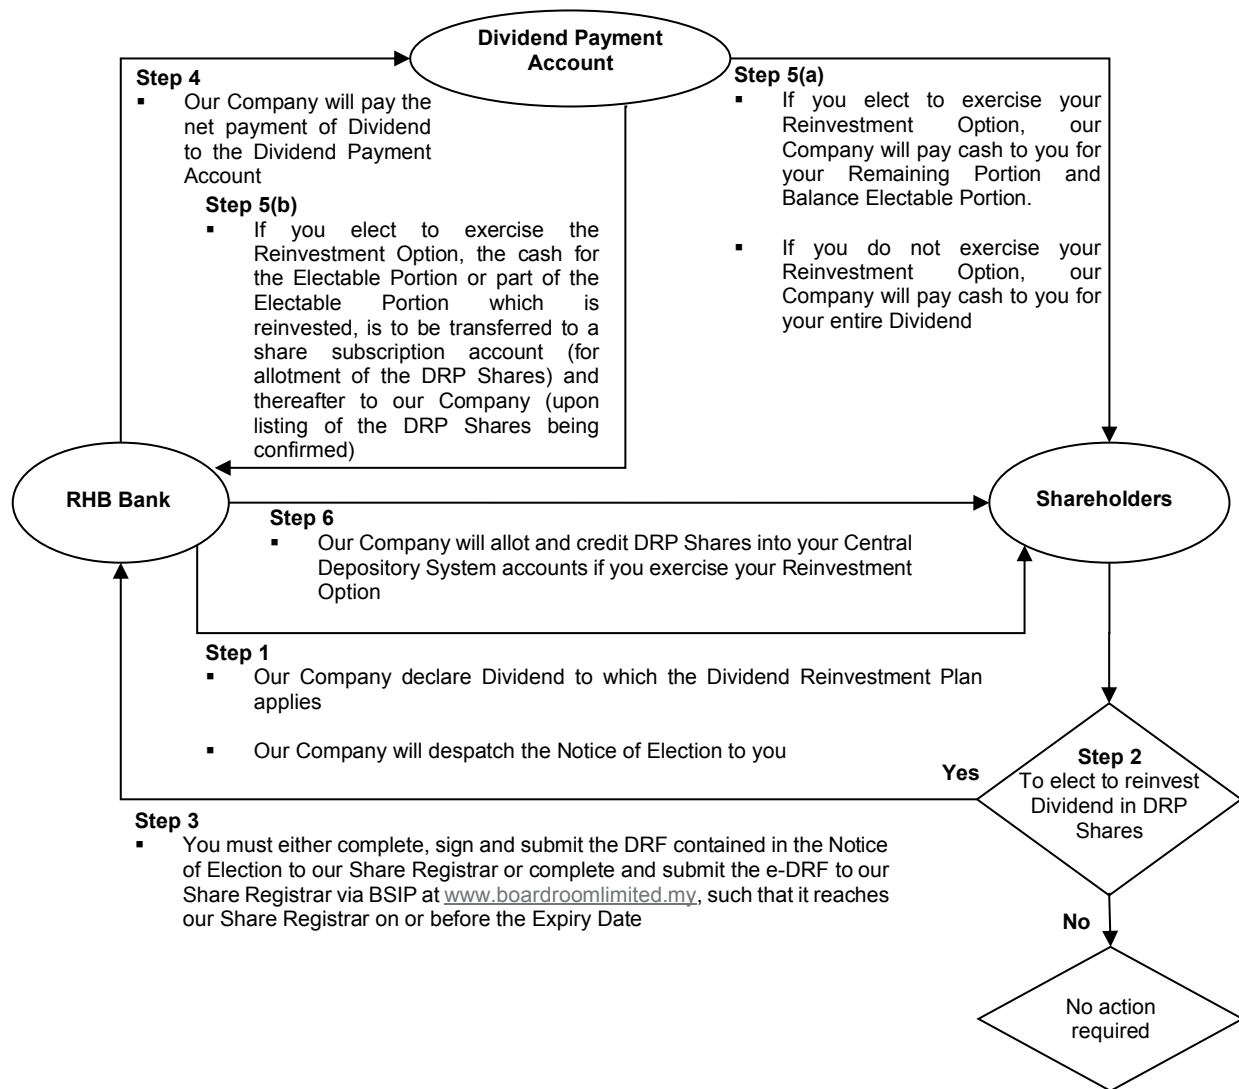 Dividend Payment
Account
Step 4
▪ Our Company will pay the
net payment of Dividend
to the Dividend Payment
Account
Step 5(a)
▪ If you elect to exercise your
Reinvestment Option, our
Company will pay cash to you for
your Remaining Portion and
Balance Electable Portion.
▪ If you do not exercise your
Reinvestment Option, our
Company will pay cash to you for
your entire Dividend
Step 5(b)
▪ If you elect to exercise the
Reinvestment Option, the cash for
the Electable Portion or part of the
Electable Portion which is
reinvested, is to be transferred to a
share subscription account (for
allotment of the DRP Shares) and
thereafter to our Company (upon
listing of the DRP Shares being
confirmed)
RHB Bank
Shareholders
Step 6
▪ Our Company will allot and credit DRP Shares into your Central
Depository System accounts if you exercise your Reinvestment
Option
Step 1
▪ Our Company declare Dividend to which the Dividend Reinvestment Plan
applies
▪ Our Company will despatch the Notice of Election to you
Yes
Step 2
To elect to reinvest
Dividend in DRP
Shares
Step 3
▪ You must either complete, sign and submit the DRF contained in the Notice
of Election to our Share Registrar or complete and submit the e-DRF to our
Share Registrar via BSIP at www.boardroomlimited.my, such that it reaches
our Share Registrar on or before the Expiry Date
No
No action
required